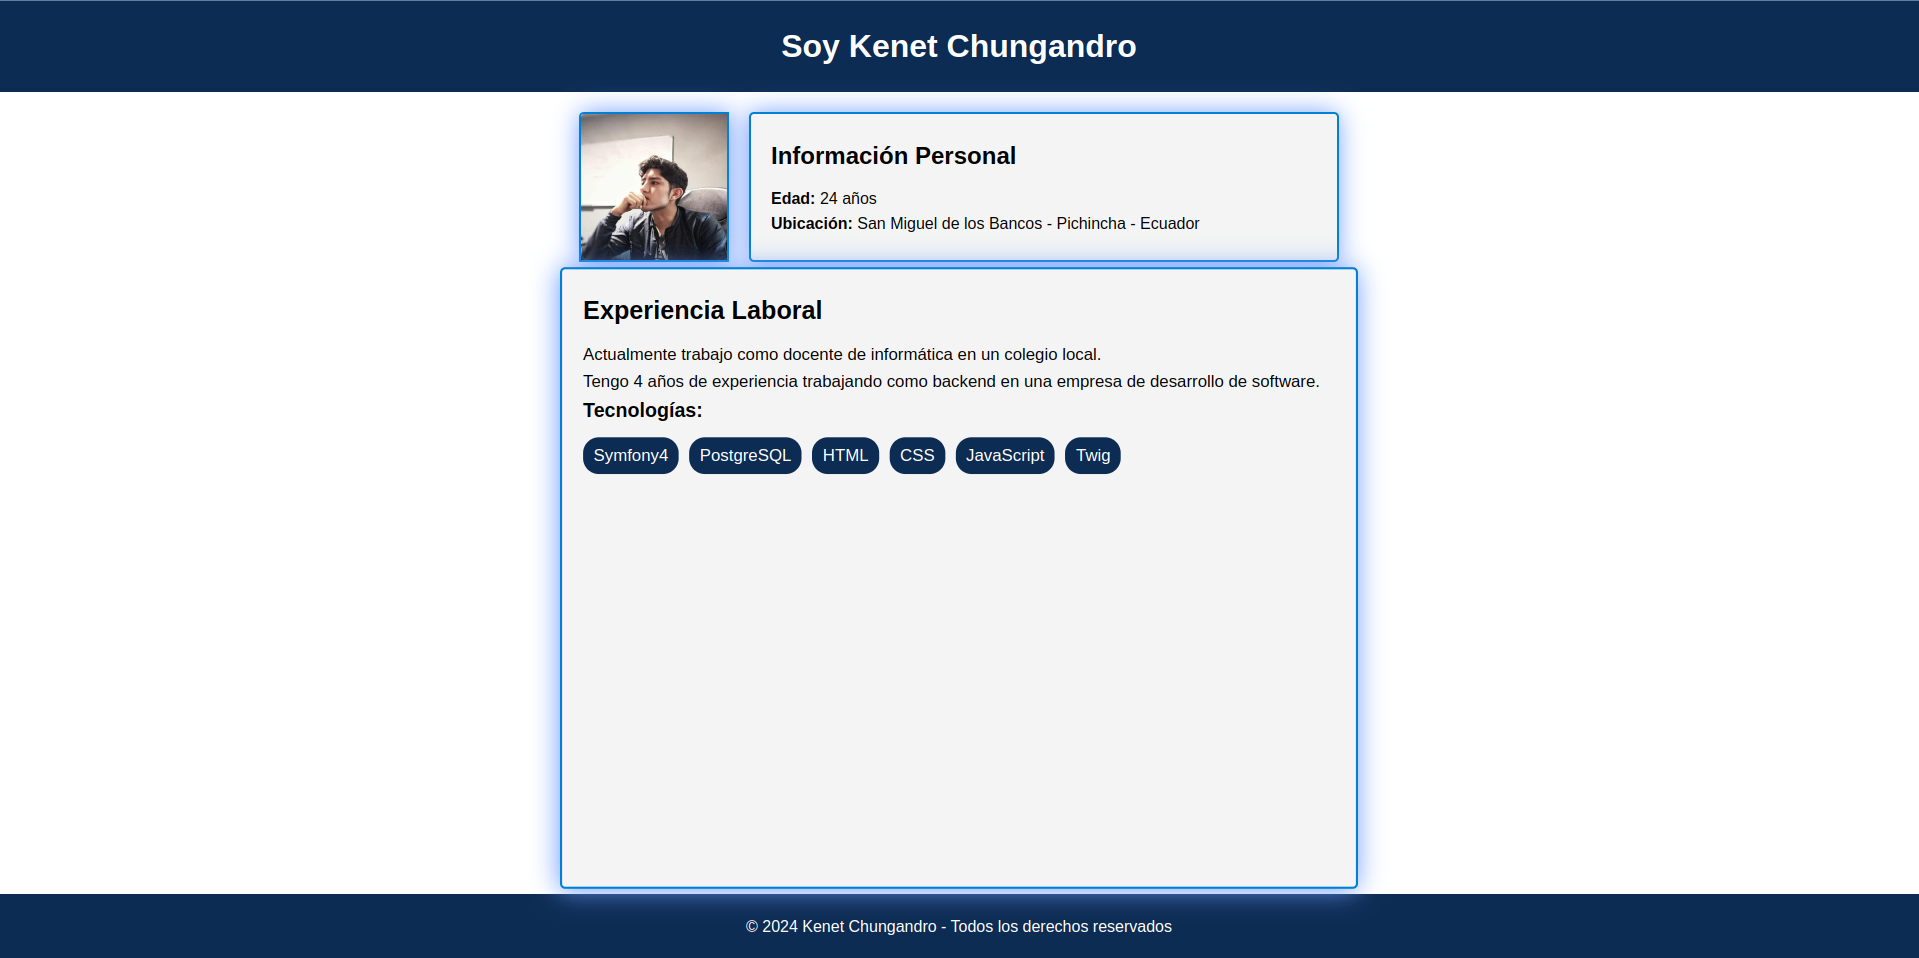 Soy Kenet Chungandro
Información Personal
Edad: 24 años
Ubicación: San Miguel de los Bancos - Pichincha - Ecuador
Experiencia Laboral
Actualmente trabajo como docente de informática en un colegio local.
Tengo 4 años de experiencia trabajando como backend en una empresa de desarrollo de software.
Tecnologías:
Symfony4 PostgreSQL HTML CSS JavaScript Twig
© 2024 Kenet Chungandro - Todos los derechos reservados